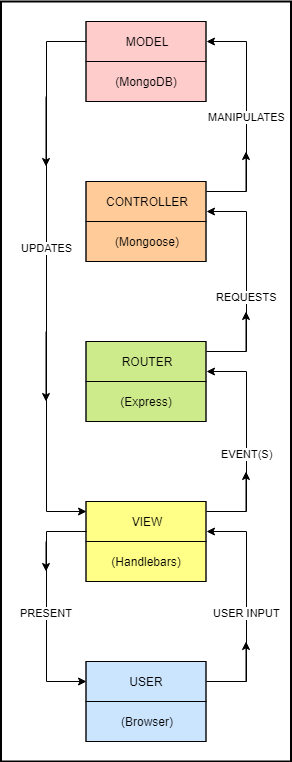 MODEL
(MongoDB)
MANIPULATES
CONTROLLER
(Mongoose)
UPDATES
REQUESTS
ROUTER
(Express)
EVENT(S)
VIEW
(Handlebars)
PRESENT
USER INPUT
USER
(Browser)